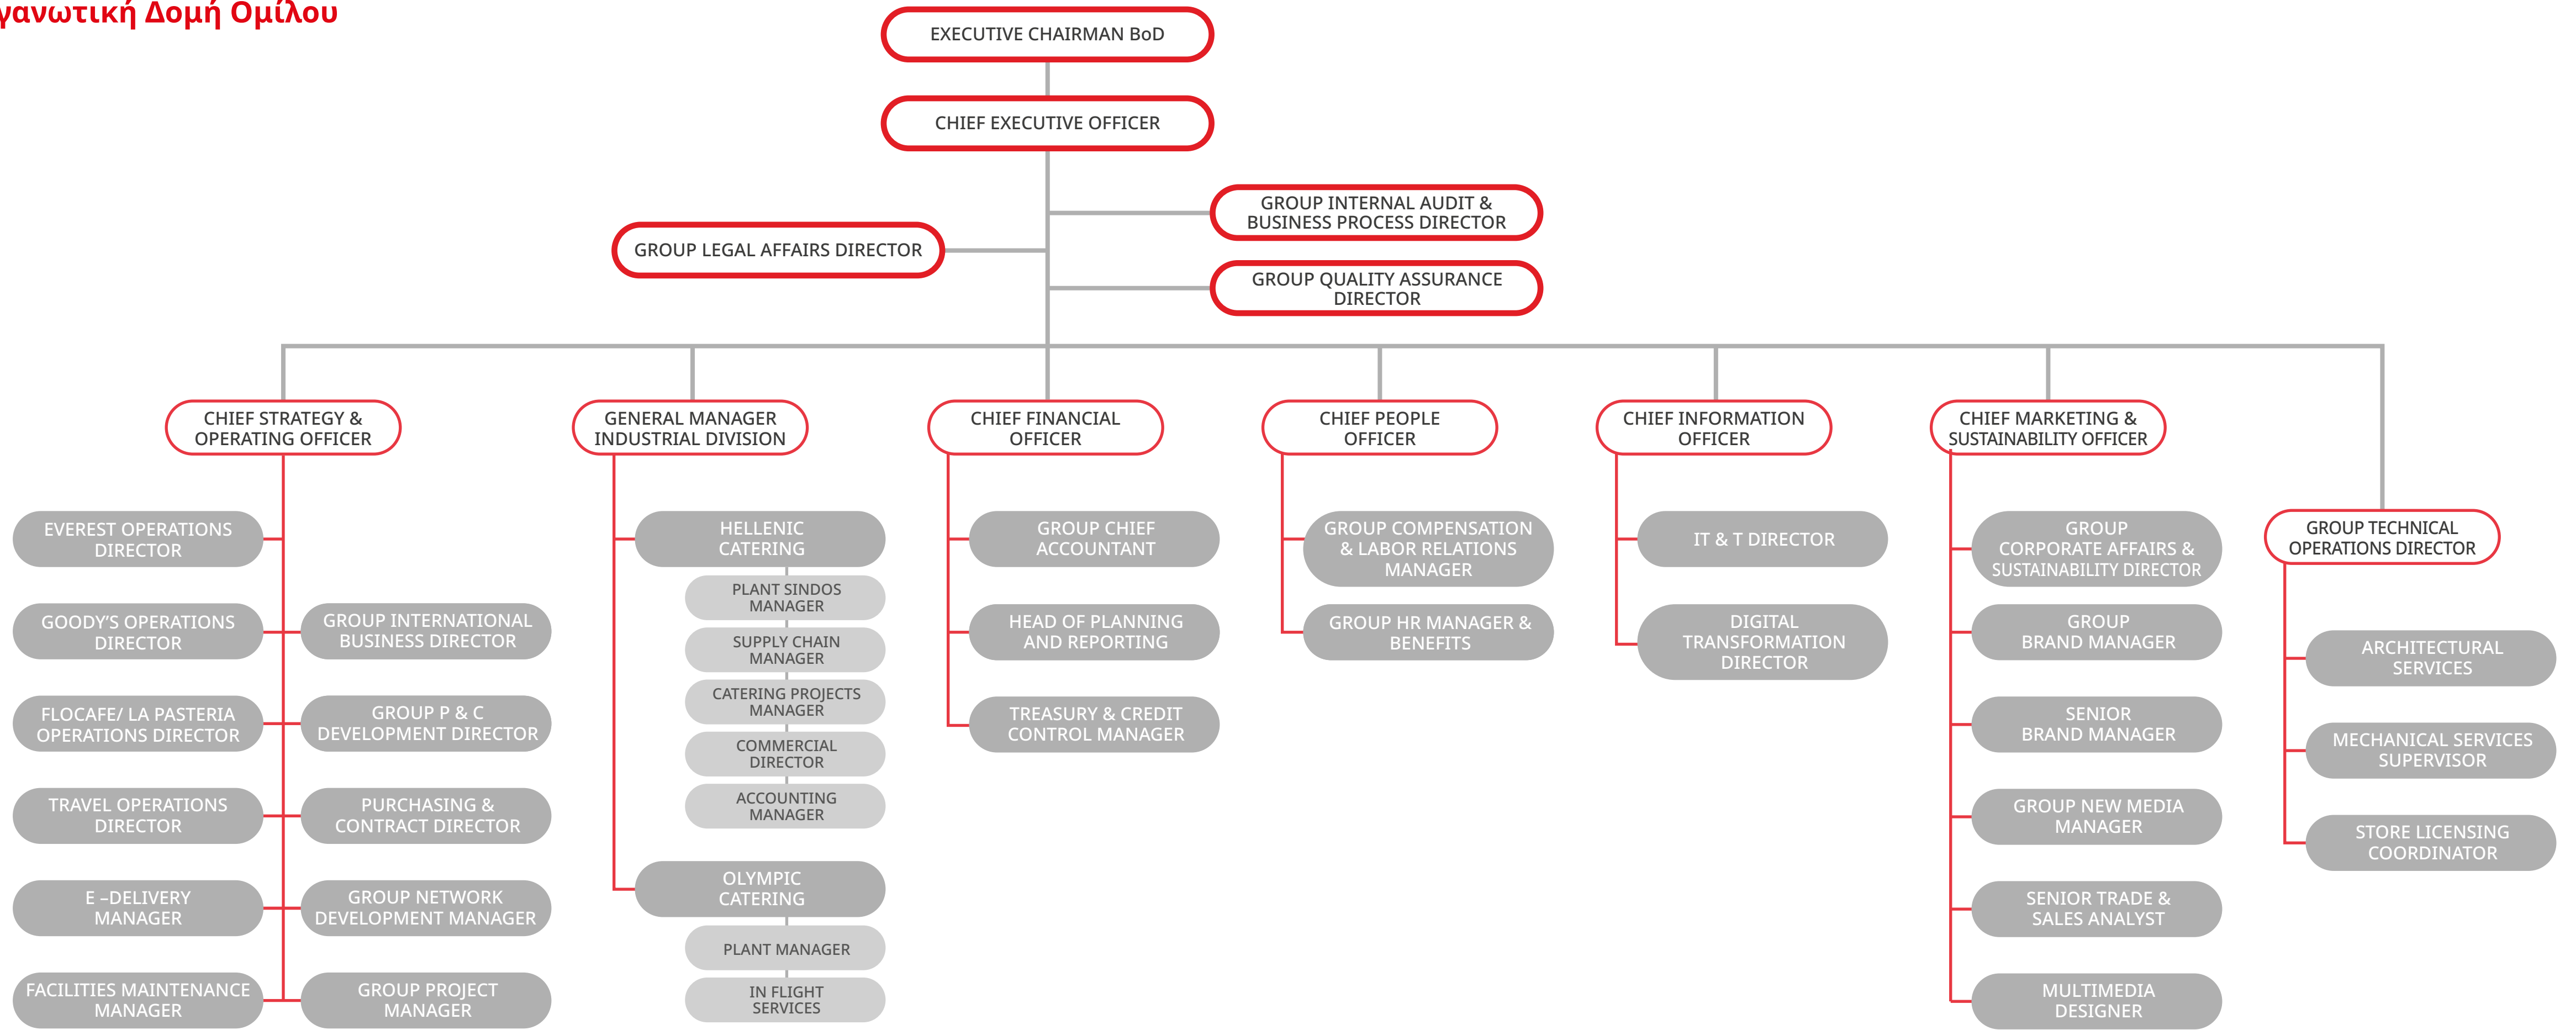 γανωτική Δομή Ομίλου
EXECUTIVE CHAIRMAN BoD
CHIEF EXECUTIVE OFFICER
GROUP INTERNAL AUDIT &
BUSINESS PROCESS DIRECTOR
GROUP LEGAL AFFAIRS DIRECTOR
GROUP QUALITY ASSURANCE
DIRECTOR
CHIEF STRATEGY &
OPERATING OFFICER
EVEREST OPERATIONS
DIRECTOR
GOODY’S OPERATIONS
DIRECTOR
FLOCAFE/ LA PASTERIA
OPERATIONS DIRECTOR
TRAVEL OPERATIONS
DIRECTOR
E –DELIVERY
MANAGER
FACILITIES MAINTENANCE
MANAGER
GROUP INTERNATIONAL
BUSINESS DIRECTOR
GROUP P & C
DEVELOPMENT DIRECTOR
PURCHASING &
CONTRACT DIRECTOR
GROUP NETWORK
DEVELOPMENT MANAGER
GROUP PROJECT
MANAGER
GENERAL MANAGER
INDUSTRIAL DIVISION
HELLENIC
CATERING
PLANT SINDOS
MANAGER
SUPPLY CHAIN
MANAGER
CATERING PROJECTS
MANAGER
COMMERCIAL
DIRECTOR
ACCOUNTING
MANAGER
OLYMPIC
CATERING
PLANT MANAGER
IN FLIGHT
SERVICES
CHIEF FINANCIAL
OFFICER
GROUP CHIEF
ACCOUNTANT
HEAD OF PLANNING
AND REPORTING
TREASURY & CREDIT
CONTROL MANAGER
CHIEF PEOPLE
OFFICER
GROUP COMPENSATION
& LABOR RELATIONS
MANAGER
GROUP HR MANAGER &
BENEFITS
CHIEF INFORMATION
OFFICER
IT & T DIRECTOR
DIGITAL
TRANSFORMATION
DIRECTOR
CHIEF MARKETING &
SUSTAINABILITY OFFICER
GROUP
CORPORATE AFFAIRS &
SUSTAINABILITY DIRECTOR
GROUP
BRAND MANAGER
SENIOR
BRAND MANAGER
GROUP NEW MEDIA
MANAGER
SENIOR TRADE &
SALES ANALYST
MULTIMEDIA
DESIGNER
GROUP TECHNICAL
OPERATIONS DIRECTOR
ARCHITECTURAL
SERVICES
MECHANICAL SERVICES
SUPERVISOR
STORE LICENSING
COORDINATOR